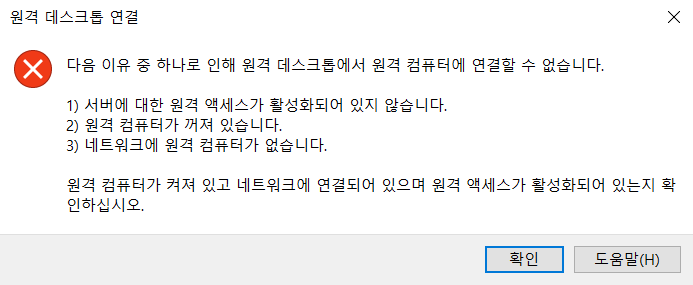 원격 데스크톱 연결
다음 이유 중 하나로 인해 원격 데스크톱에서 원격 컴퓨터에 연결할 수 없습니다.
1) 서버에 대한 원격 액세스가 활성화되어 있지 않습니다.
2) 원격 컴퓨터가 꺼져 있습니다.
3) 네트워크에 원격 컴퓨터가 없습니다.
원격 컴퓨터가 켜져 있고 네트워크에 연결되어 있으며 원격 액세스가 활성화되어 있는지 확
인하십시오.
확인
도움말(H)